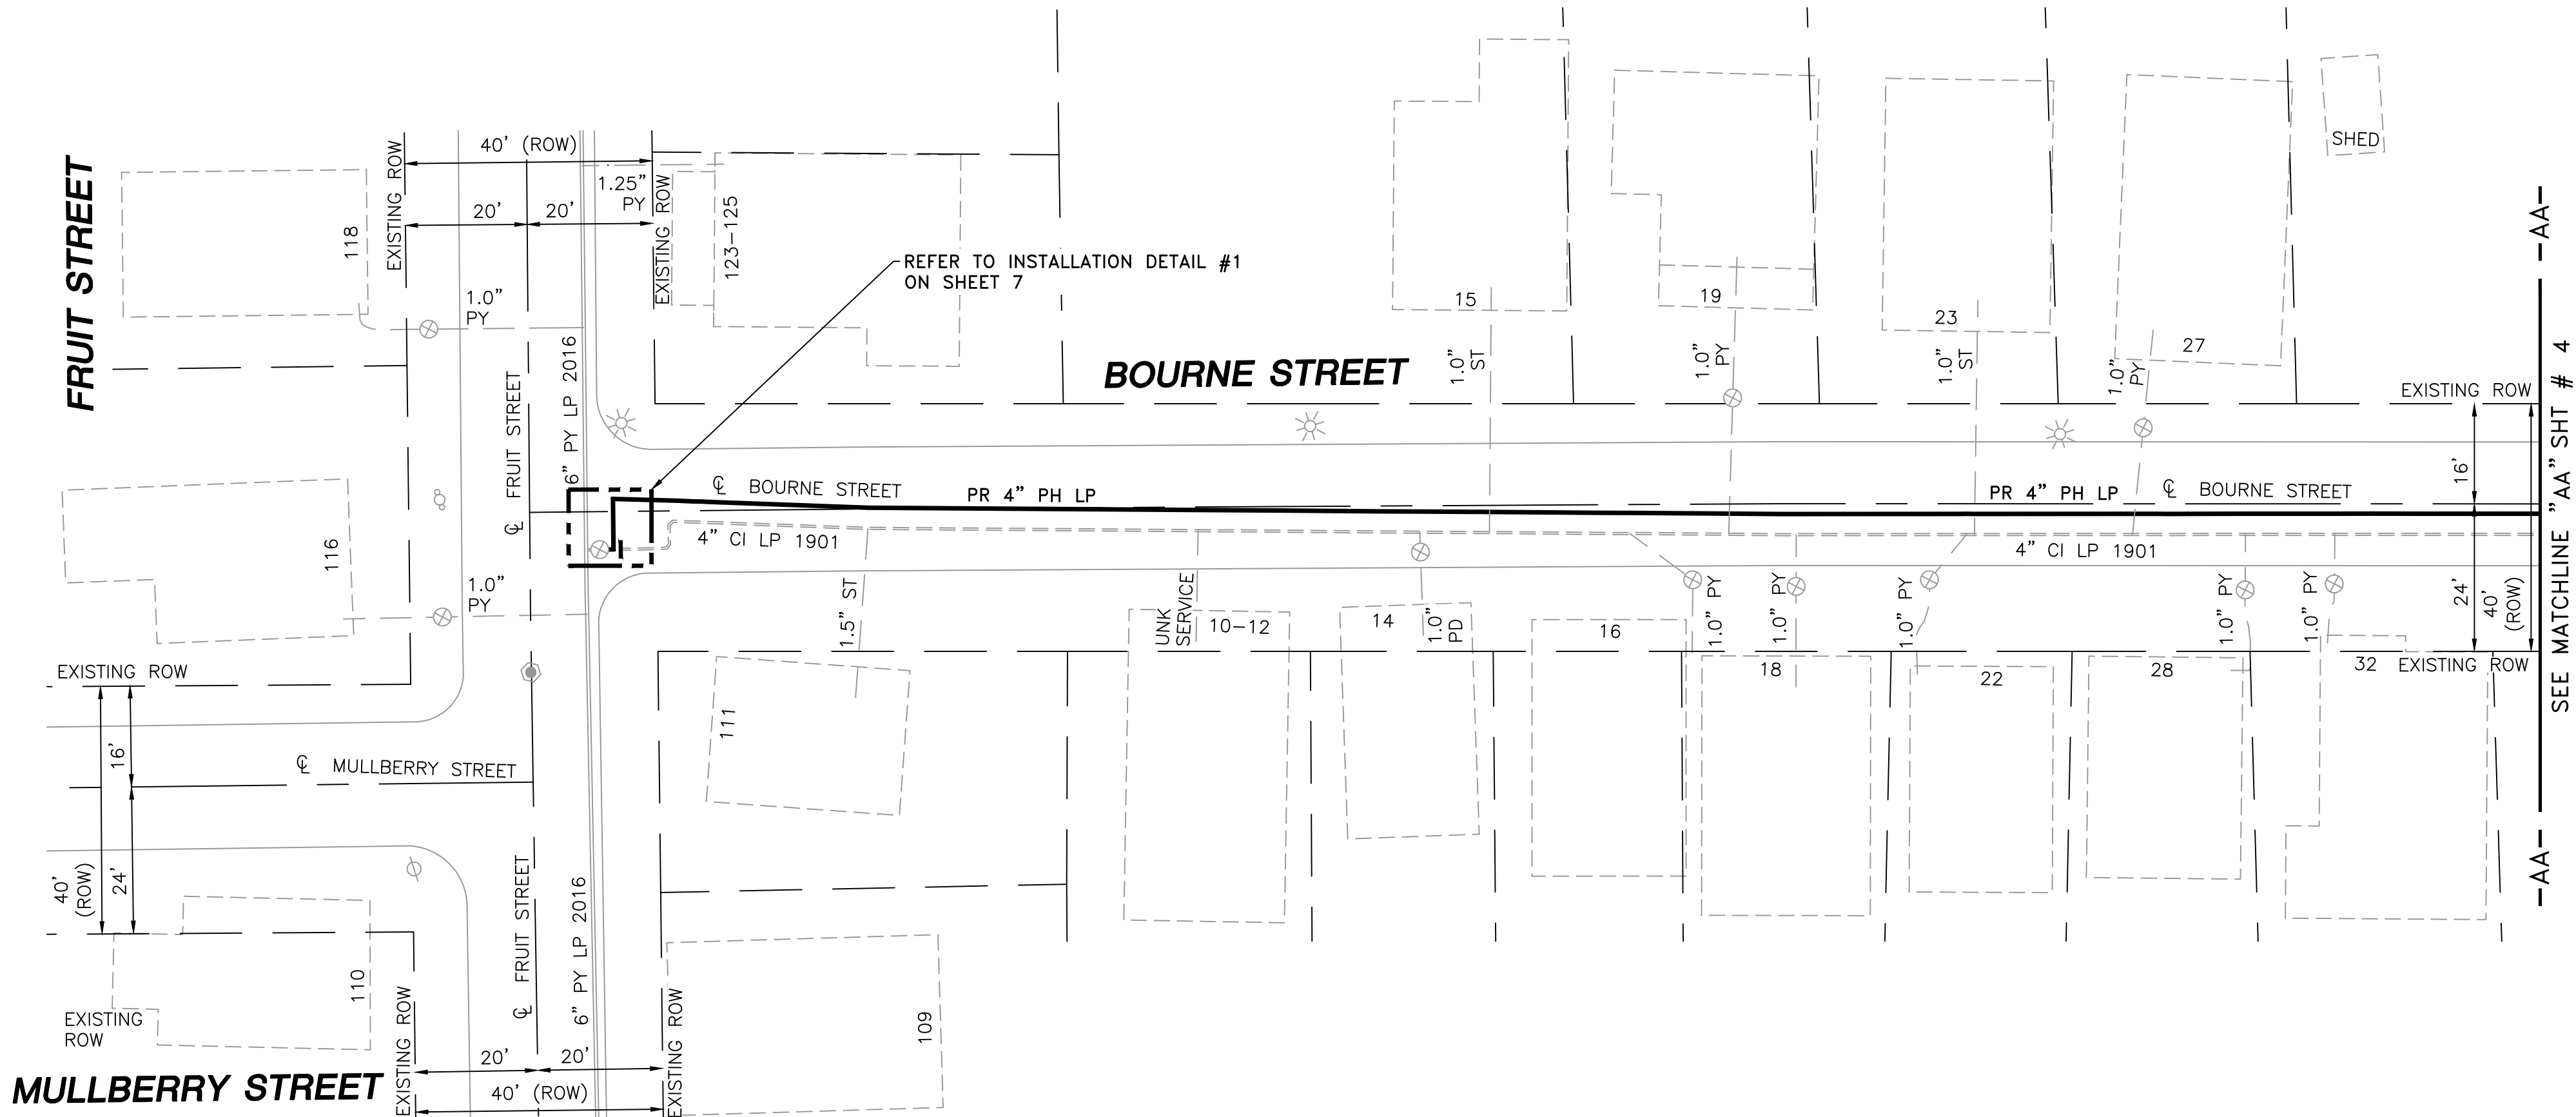 FRUIT STREET
118
EXISTING ROW
40' (ROW)
20'
20'
1.25"
PY
EXISTING ROW
123-125
1.0"
PY
FRUIT STREET
6" PY LP 2016
REFER TO INSTALLATION DETAIL #1
ON SHEET 7
BOURNE STREET
15
19
23
27
SHED
1.0"
ST
1.0"
PY
1.0"
ST
1.0"
PY
EXISTING ROW
AA
SEE MATCHLINE "AA" SHT # 4
AA
16'
24'
40'
(ROW)
℄ BOURNE STREET
PR 4" PH LP
PR 4" PH LP
℄ BOURNE STREET
4" CI LP 1901
4" CI LP 1901
116
1.0"
PY
℄
1.5" ST
UNK
SERVICE
10-12
14
1.0"
PD
16
1.0" PY
1.0" PY
18
1.0" PY
22
28
1.0" PY
1.0" PY
32
EXISTING ROW
111
EXISTING ROW
16'
℄ MULLBERRY STREET
24'
40'
(ROW)
110
EXISTING
ROW
EXISTING ROW
℄ FRUIT STREET
6" PY LP 2016
EXISTING ROW
109
20'
20'
40' (ROW)
MULLBERRY STREET